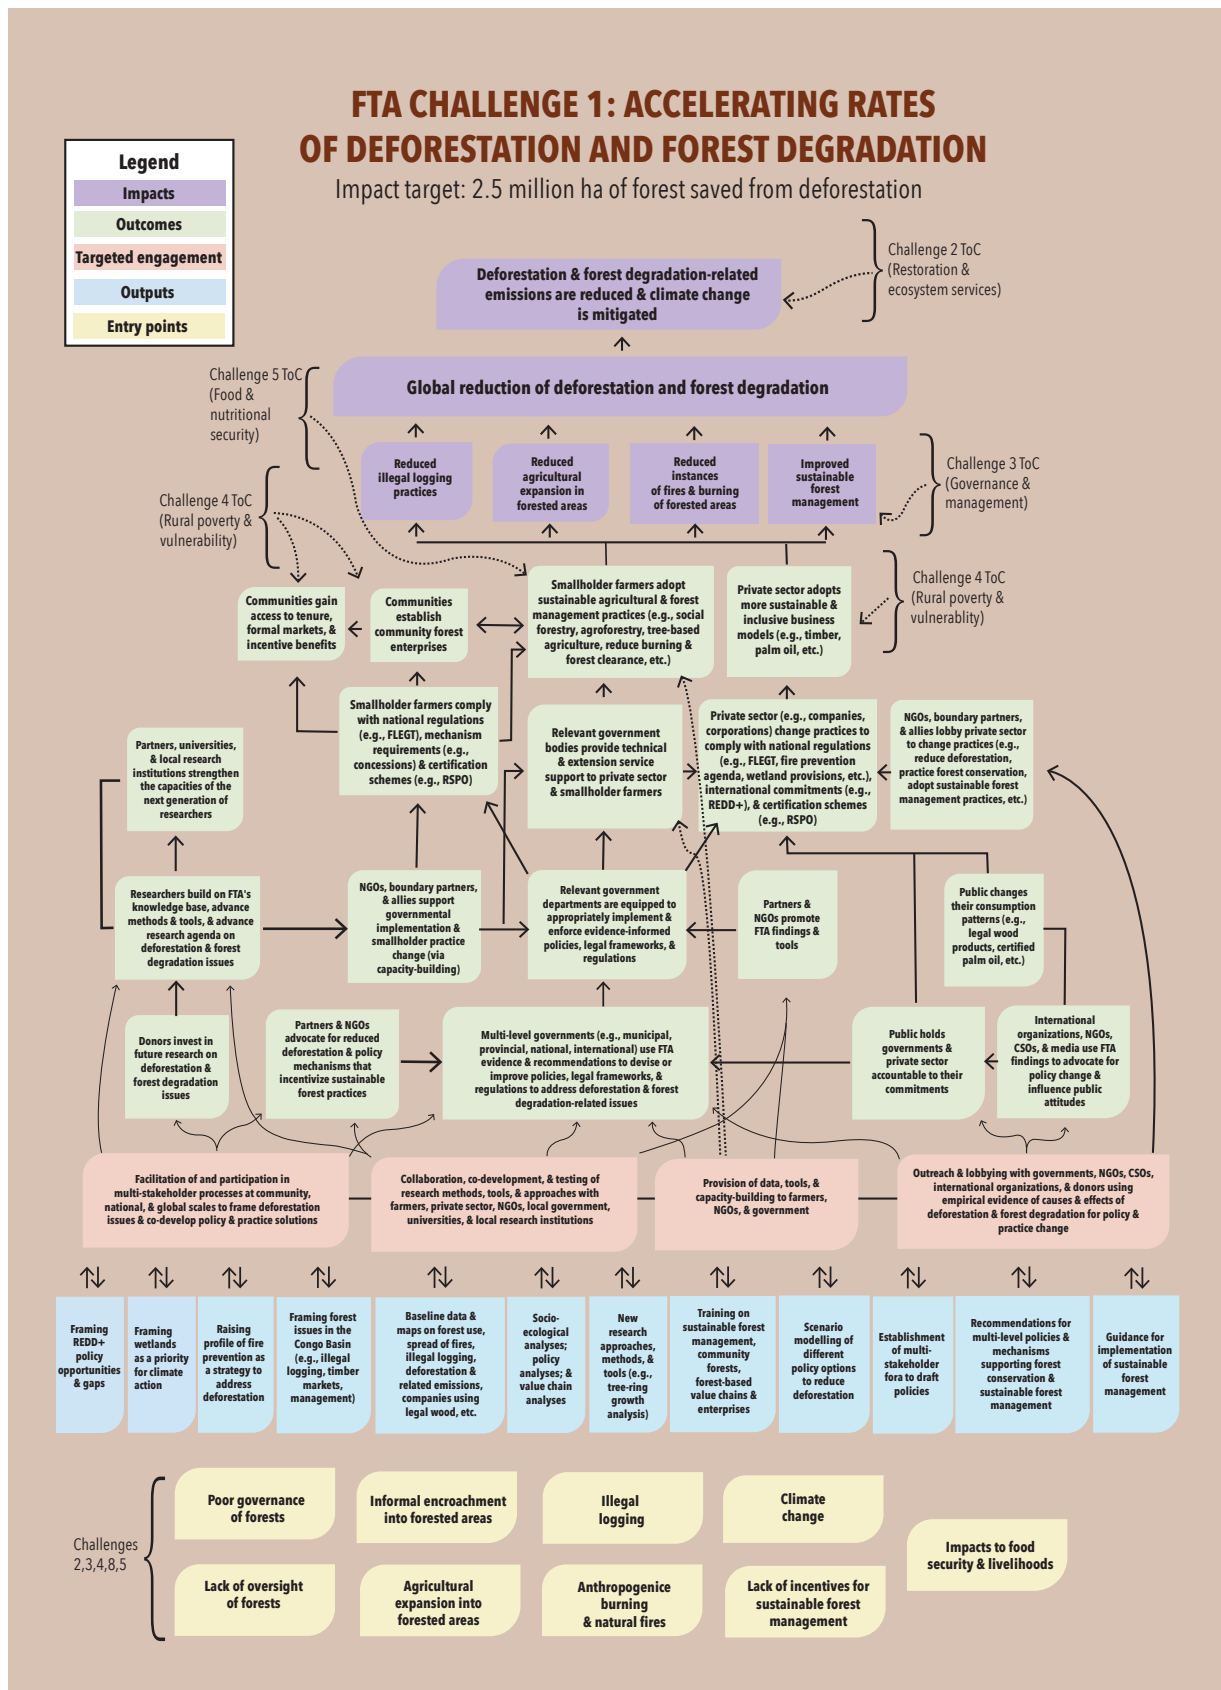 FTA CHALLENGE 1: ACCELERATING RATES
OF DEFORESTATION AND FOREST DEGRADATION
Impact target: 2.5 million ha of forest saved from deforestation
Legend
Impacts
Outcomes
Targeted engagement
Outputs
Entry points
Challenge 2 ToC
(Restoration &
ecosystem services)
Deforestation & forest degradation-related
emissions are reduced & climate change
is mitigated
Global reduction of deforestation and forest degradation
Challenge 5 ToC
(Food &
nutritional
security)
Reduced
illegal logging
practices
Reduced
agricultural
expansion in
forested areas
Reduced
instances
of fires & burning
of forested areas
Improved
sustainable
forest
management
Challenge 3 ToC
(Governance &
management)
Challenge 4 ToC
(Rural poverty &
vulnerability)
Communities gain
access to tenure,
formal markets, &
incentive benefits
Communities
establish
community forest
enterprises
Smallholder farmers adopt
sustainable agricultural & forest
management practices (e.g., social
forestry, agroforestry, tree-based
agriculture, reduce burning &
forest clearance, etc.)
Private sector adopts
more sustainable &
inclusive business
models (e.g., timber,
palm oil, etc.)
Challenge 4 ToC
(Rural poverty &
vulnerablity)
Partners, universities,
& local research
institutions strengthen
the capacities of the
next generation of
researchers
Smallholder farmers comply
with national regulations
(e.g., FLEGT), mechanism
requirements (e.g.,
concessions) & certification
schemes (e.g., RSPO)
Relevant government
bodies provide technical
& extension service
support to private sector
& smallholder farmers
Private sector (e.g., companies,
corporations) change practices to
comply with national regulations
(e.g., FLEGT, fire prevention
agenda, wetland provisions, etc.),
international commitments (e.g.,
REDD+), & certification schemes
(e.g., RSPO)
NGOs, boundary partners,
& allies lobby private sector
to change practices (e.g.,
reduce deforestation,
practice forest conservation,
adopt sustainable forest
management practices, etc.)
Researchers build on FTA's
knowledge base, advance
methods & tools, & advance
research agenda on
deforestation & forest
degradation issues
NGOs, boundary partners,
& allies support
governmental
implementation &
smallholder practice
change (via
capacity-building)
Relevant government
departments are equipped to
appropriately implement &
enforce evidence-informed
policies, legal frameworks, &
regulations
Partners &
NGOs promote
FTA findings &
tools
Public changes
their consumption
patterns (e.g.,
legal wood
products, certified
palm oil, etc.)
Donors invest in
future research on
deforestation &
forest degradation
issues
Partners & NGOs
advocate for reduced
deforestation & policy
mechanisms that
incentivize sustainable
forest practices
Multi-level governments (e.g., municipal,
provincial, national, international) use FTA
evidence & recommendations to devise or
improve policies, legal frameworks, &
regulations to address deforestation & forest
degradation-related issues
Public holds
governments &
private sector
accountable to their
commitments
International
organizations, NGOs,
CSOs, & media use FTA
findings to advocate for
policy change &
influence public
attitudes
Facilitation of and participation in
multi-stakeholder processes at community,
national, & global scales to frame deforestation
issues & co-develop policy & practice solutions
Collaboration, co-development, & testing of
research methods, tools, & approaches with
farmers, private sector, NGOs, local government,
universities, & local research institutions
Provision of data, tools, &
capacity-building to farmers,
NGOs, & government
Outreach & lobbying with governments, NGOs, CSOs,
international organizations, & donors using
empirical evidence of causes & effects of
deforestation & forest degradation for policy &
practice change
Framing
REDD+
policy
opportunities
& gaps
Framing
wetlands
as a priority
for climate
action
Raising
profile of fire
prevention as
a strategy to
address
deforestation
Framing forest
issues in the
Congo Basin
(e.g., illegal
logging, timber
markets,
management)
Baseline data &
maps on forest use,
spread of fires,
illegal logging,
deforestation &
related emissions,
companies using
legal wood, etc.
Socio-
ecological
analyses;
policy
analyses; &
value chain
analyses
New
research
approaches,
methods, &
tools (e.g.,
tree-ring
growth
analysis)
Training on
sustainable forest
management,
community
forests,
forest-based
value chains &
enterprises
Scenario
modelling of
different
policy options
to reduce
deforestation
Establishment
of multi-
stakeholder
fora to draft
policies
Recommendations for
multi-level policies &
mechanisms
supporting forest
conservation &
sustainable forest
management
Guidance for
implementation
of sustainable
forest
management
Challenges
2,3,4,8,5
Poor governance
of forests
Informal encroachment
into forested areas
Illegal
logging
Climate
change
Impacts to food
security & livelihoods
Lack of oversight
of forests
Agricultural
expansion into
forested areas
Anthropogenice
burning
& natural fires
Lack of incentives for
sustainable forest
management